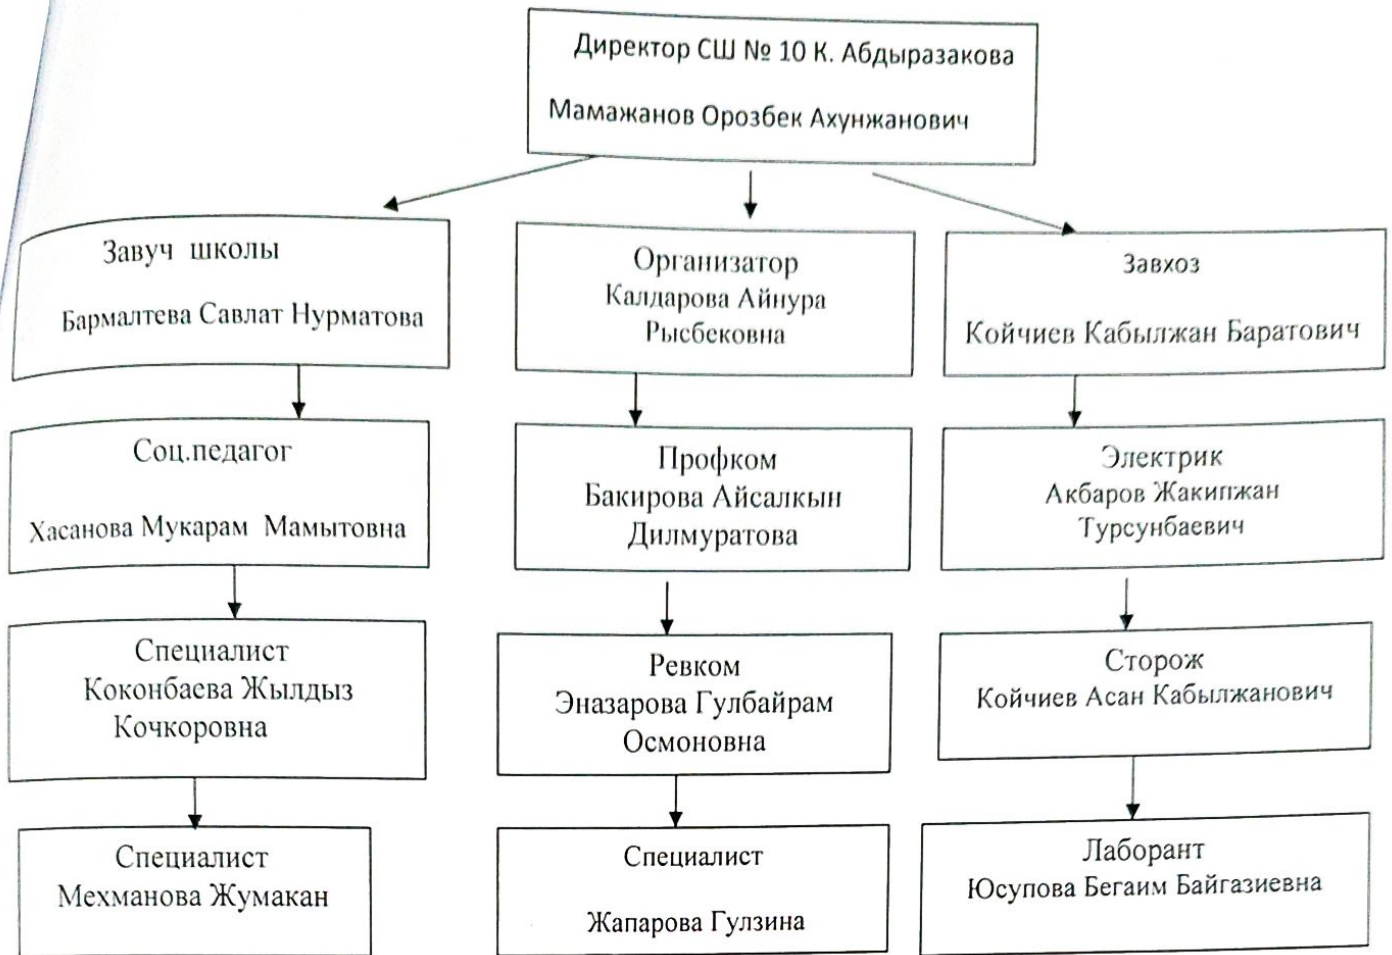 Директор СШ № 10 К. Абдыразакова
Мамажанов Орозбек Ахунжанович
Завуч школы
Бармалтева Савлат Нурматова
Организатор
Калдарова Айнура
Рысбековна
Завхоз
Койчиев Кабылжан Баратович
Соц.педагог
Хасанова Мукарам Мамытовна
Профком
Бакирова Айсалкын
Дилмуратова
Электрик
Акбаров Жакипжан
Турсунбаевич
Специалист
Коконбаева Жылдыз
Кочкоровна
Ревком
Эназарова Гулбайрам
Осмоновна
Сторож
Койчиев Асан Кабылжанович
Специалист
Мехманова Жумакан
Специалист
Жапарова Гулзина
Лаборант
Юсупова Бегаим Байгазиевна